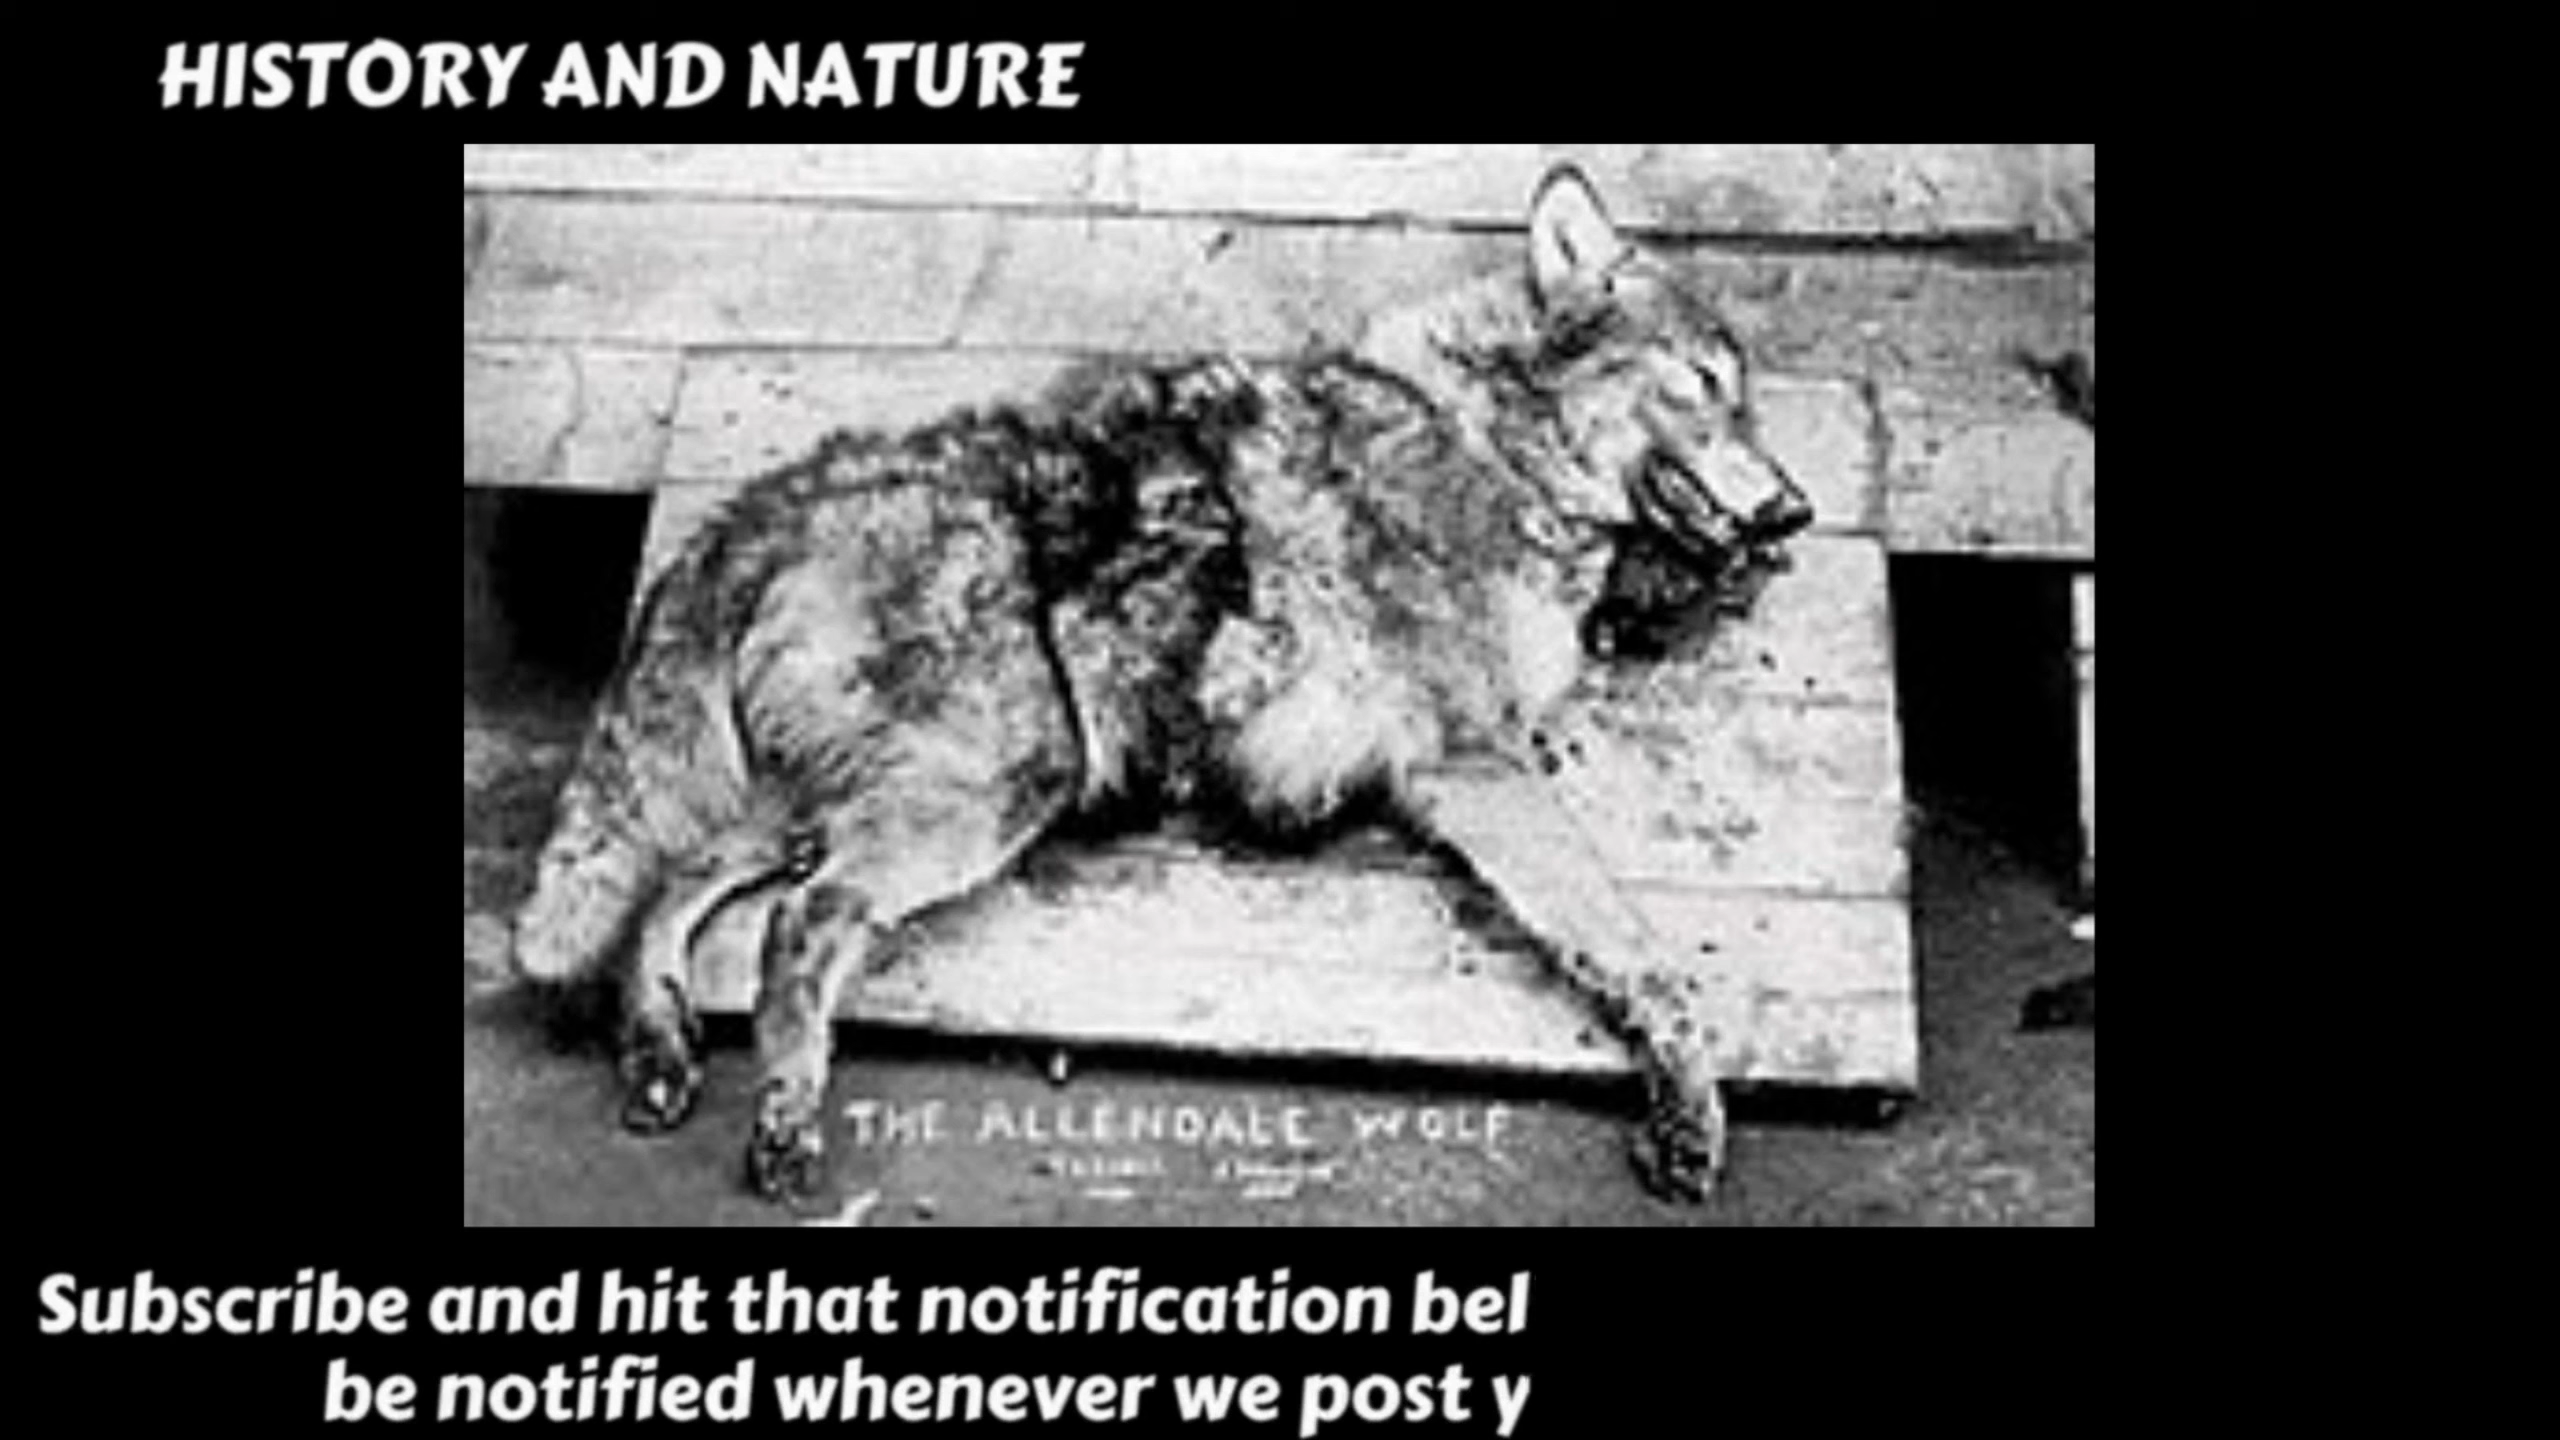 HISTORY AND NATURE
THE ALLENDALE WOLF
Subscribe and hit that notification bel
be notified whenever we post y